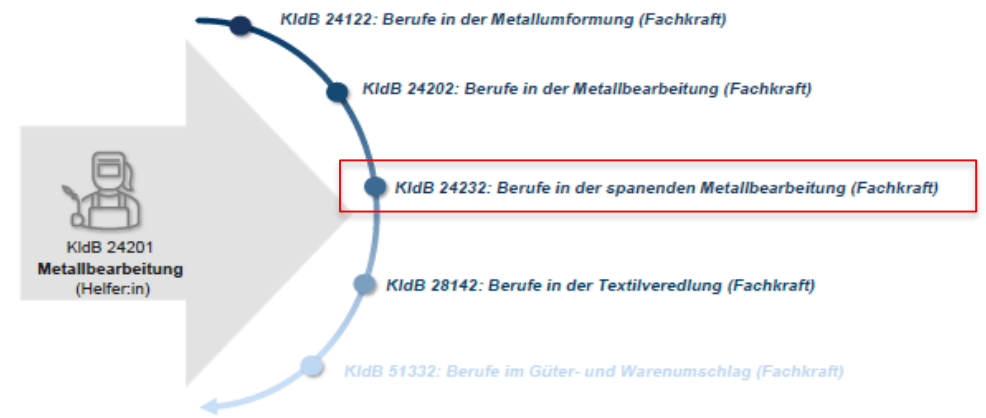 KldB 24122: Berufe in der Metallumformung (Fachkraft)
KldB 24202: Berufe in der Metallbearbeitung (Fachkraft)
KldB 24232: Berufe in der spanenden Metallbearbeitung (Fachkraft)
KldB 24201
Metallbearbeitung
(Helfer:in)
KldB 28142: Berufe in der Textilveredlung (Fachkraft)
KldB 51332: Berufe im Güter- und Warenumschlag (Fachkraft)